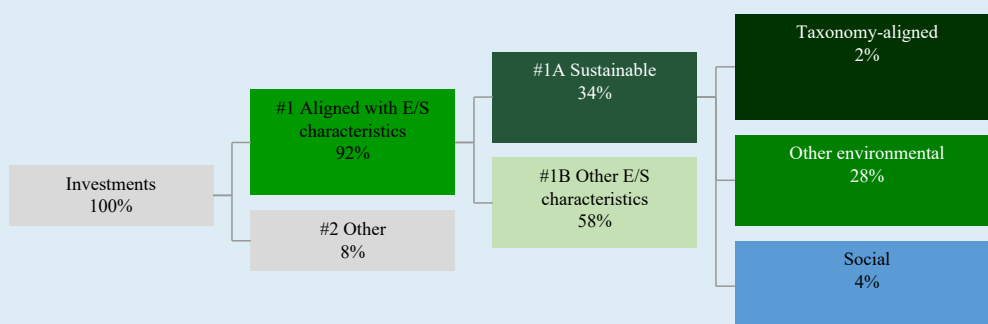 Investments
100%
#1 Aligned with E/S
characteristics
92%
#2 Other
8%
#1A Sustainable
34%
#1B Other E/S
characteristics
58%
Taxonomy-aligned
2%
Other environmental
28%
Social
4%